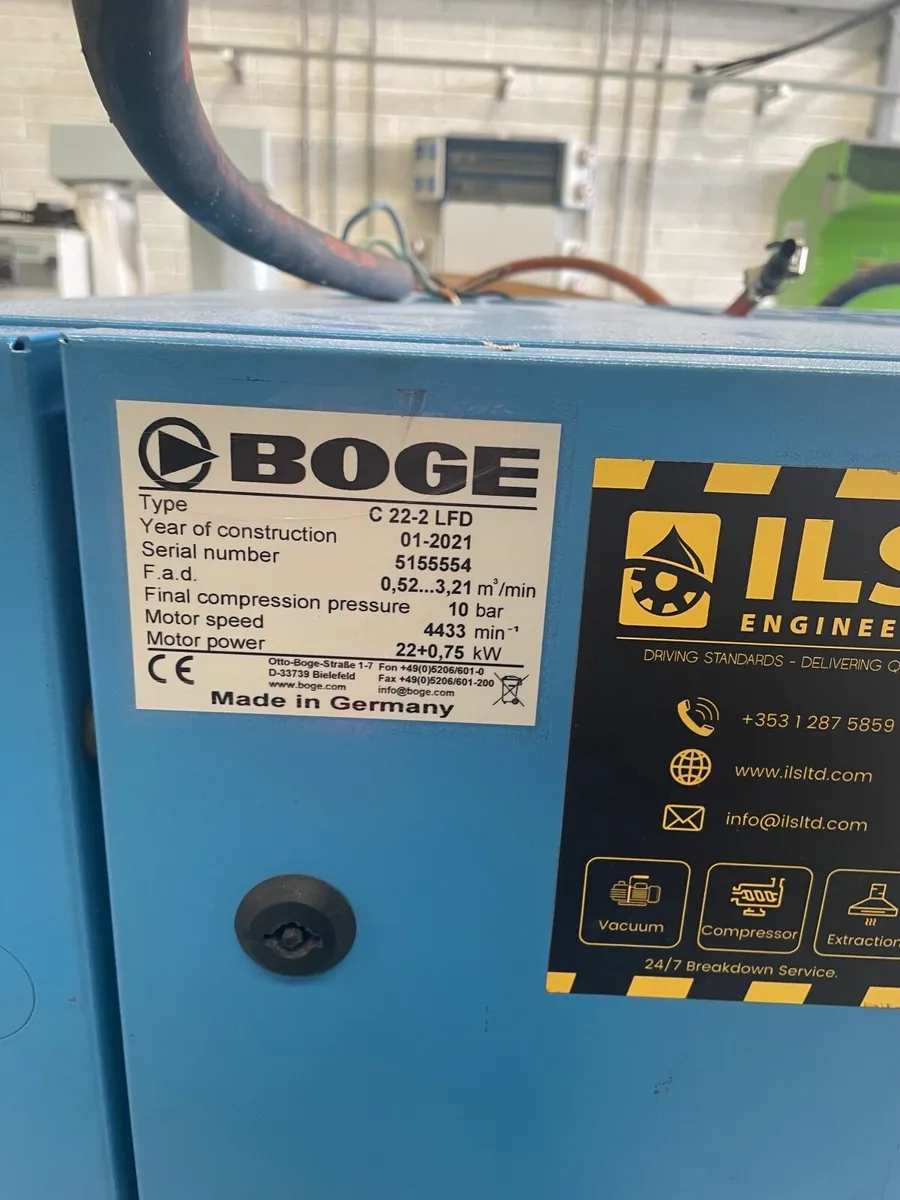 BOGE
Type C 22-2 LFD
Year of construction 01-2021
Serial number 5155554
F.a.d. 0,52...3,21 m³/min
Final compression pressure 10 bar
Motor speed 4433 min⁻¹
Motor power 22+0,75 kW
CE
Otto-Boge-Straße 1-7 Fon +49(0)5206/601-0
D-33739 Bielefeld Fax +49(0)5206/601-200
www.boge.com info@boge.com
Made in Germany
ILS
ENGINEE
DRIVING STANDARDS - DELIVERING Q
+353 1 287 5859
www.ilsltd.com
info@ilsltd.com
Vacuum Compressor Extraction
24/7 Breakdown Service.